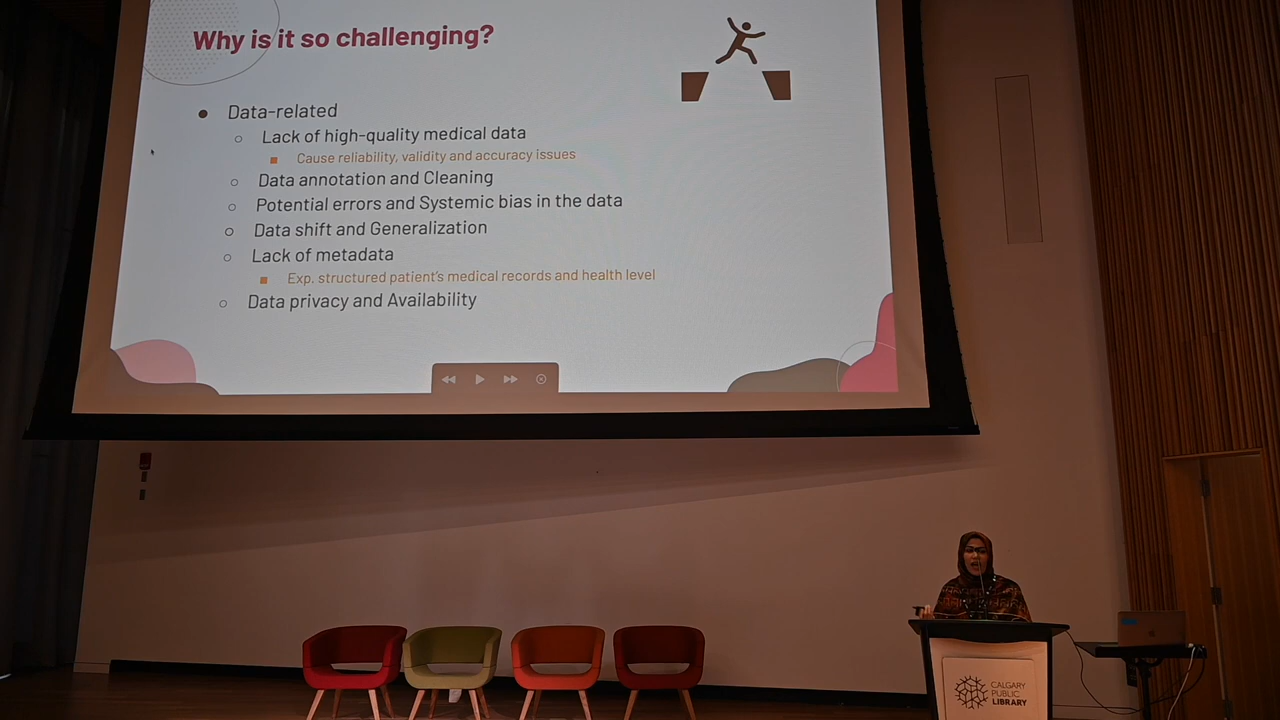 Why is it so challenging?
Data-related
Lack of high-quality medical data
Cause reliability, validity and accuracy issues
Data annotation and Cleaning
Potential errors and Systemic bias in the data
Data shift and Generalization
Lack of metadata
Exp. structured patient's medical records and health level
Data privacy and Availability
CALGARY
PUBLIC
LIBRARY